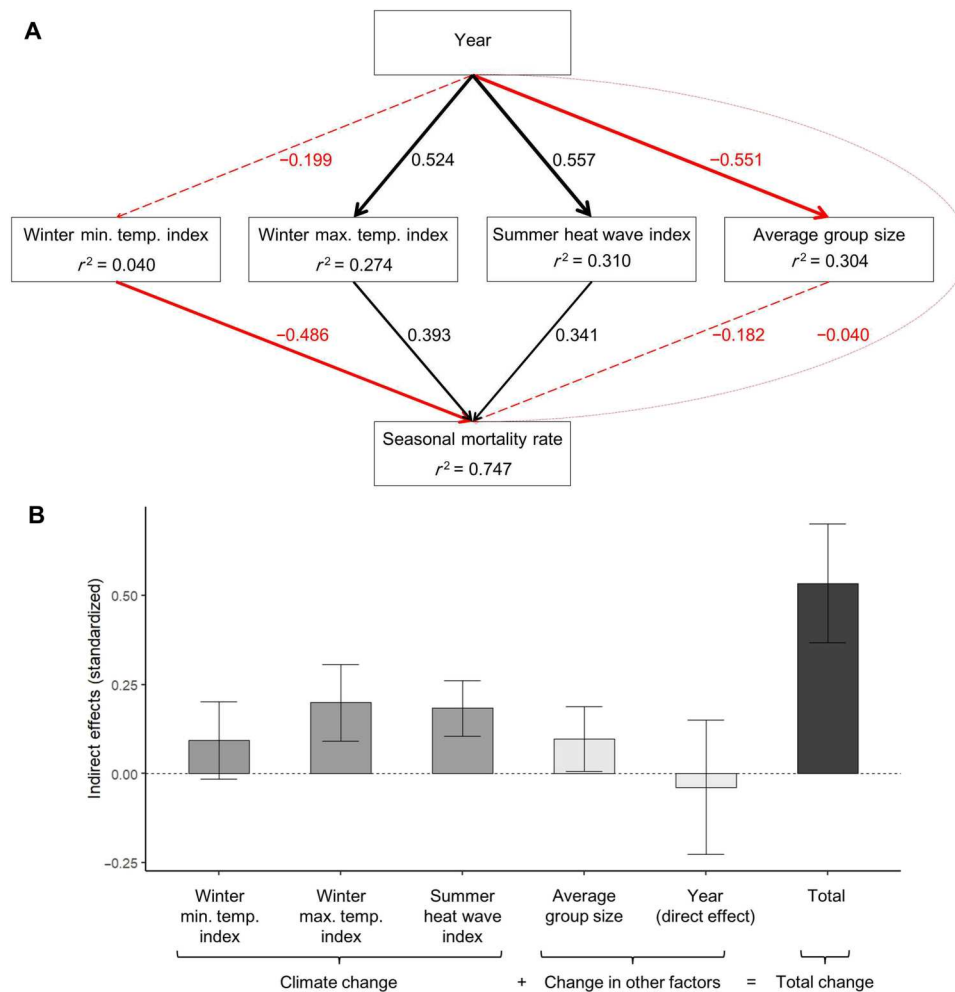 A
Year
−0.199
0.524
0.557
−0.551
Winter min. temp. index
r² = 0.040
Winter max. temp. index
r² = 0.274
Summer heat wave index
r² = 0.310
Average group size
r² = 0.304
−0.486
0.393
0.341
−0.182
−0.040
Seasonal mortality rate
r² = 0.747
B
Indirect effects (standardized)
0.50
0.25
0.00
−0.25
Winter
min. temp.
index
Winter
max. temp.
index
Summer
heat wave
index
Average
group size
Year
(direct effect)
Total
Climate change + Change in other factors = Total change